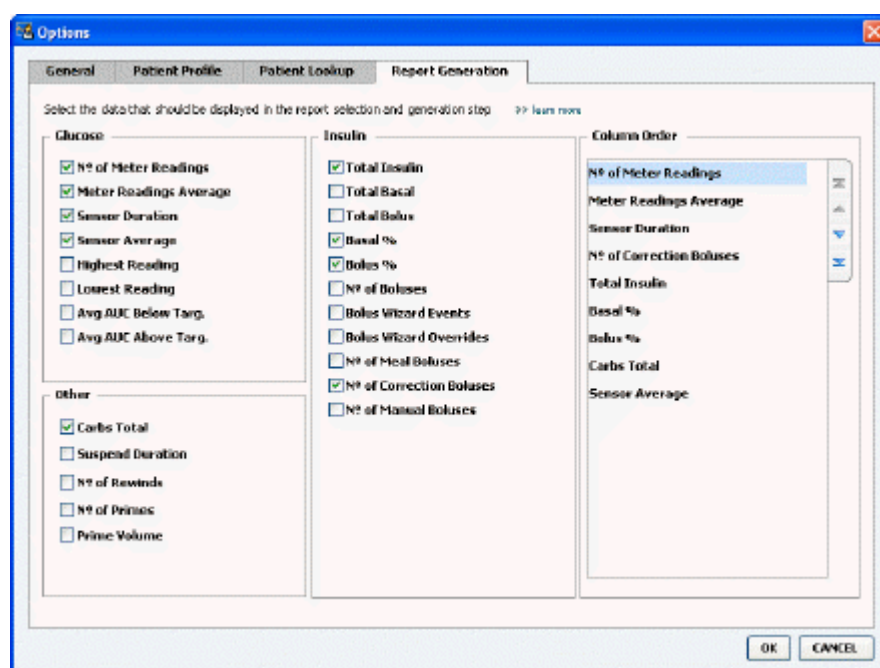 Options
General
Patient Profile
Patient Lookup
Report Generation
Select the data that should be displayed in the report selection and generation step >> learn more
Glucose
Nº of Meter Readings
Meter Readings Average
Sensor Duration
Sensor Average
Highest Reading
Lowest Reading
Avg AUC Below Targ.
Avg AUC Above Targ.
Other
Carbs Total
Suspend Duration
Nº of Rewinds
Nº of Primes
Prime Volume
Insulin
Total Insulin
Total Basal
Total Bolus
Basal %
Bolus %
Nº of Boluses
Bolus Wizard Events
Bolus Wizard Overrides
Nº of Meal Boluses
Nº of Correction Boluses
Nº of Manual Boluses
Column Order
Nº of Meter Readings
Meter Readings Average
Sensor Duration
Nº of Correction Boluses
Total Insulin
Basal %
Bolus %
Carbs Total
Sensor Average
OK
CANCEL